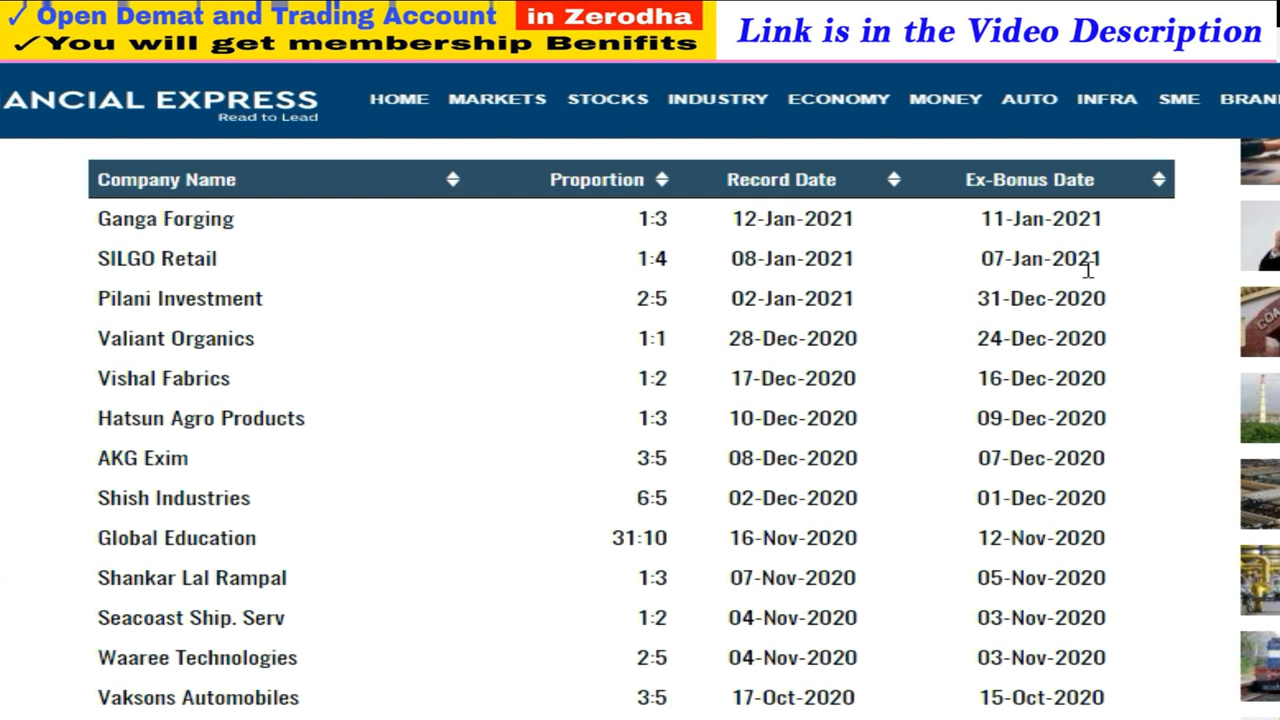 ✓ Open Demat and Trading Account in Zerodha
✓You will get membership Benifits
Link is in the Video Description
ANCIAL EXPRESS
Read to Lead
HOME MARKETS STOCKS INDUSTRY ECONOMY MONEY AUTO INFRA SME BRAN
Company Name Proportion Record Date Ex-Bonus Date
Ganga Forging 1:3 12-Jan-2021 11-Jan-2021
SILGO Retail 1:4 08-Jan-2021 07-Jan-2021
Pilani Investment 2:5 02-Jan-2021 31-Dec-2020
Valiant Organics 1:1 28-Dec-2020 24-Dec-2020
Vishal Fabrics 1:2 17-Dec-2020 16-Dec-2020
Hatsun Agro Products 1:3 10-Dec-2020 09-Dec-2020
AKG Exim 3:5 08-Dec-2020 07-Dec-2020
Shish Industries 6:5 02-Dec-2020 01-Dec-2020
Global Education 31:10 16-Nov-2020 12-Nov-2020
Shankar Lal Rampal 1:3 07-Nov-2020 05-Nov-2020
Seacoast Ship. Serv 1:2 04-Nov-2020 03-Nov-2020
Waaree Technologies 2:5 04-Nov-2020 03-Nov-2020
Vaksons Automobiles 3:5 17-Oct-2020 15-Oct-2020